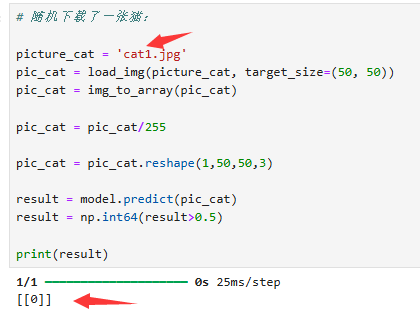 # 随机下载了一张猫：
picture_cat = 'cat1.jpg'
pic_cat = load_img(picture_cat, target_size=(50, 50))
pic_cat = img_to_array(pic_cat)
pic_cat = pic_cat/255
pic_cat = pic_cat.reshape(1,50,50,3)
result = model.predict(pic_cat)
result = np.int64(result>0.5)
print(result)
1/1 ━━━━━━━━━━━━━━━━━━━━ 0s 25ms/step
[[0]]